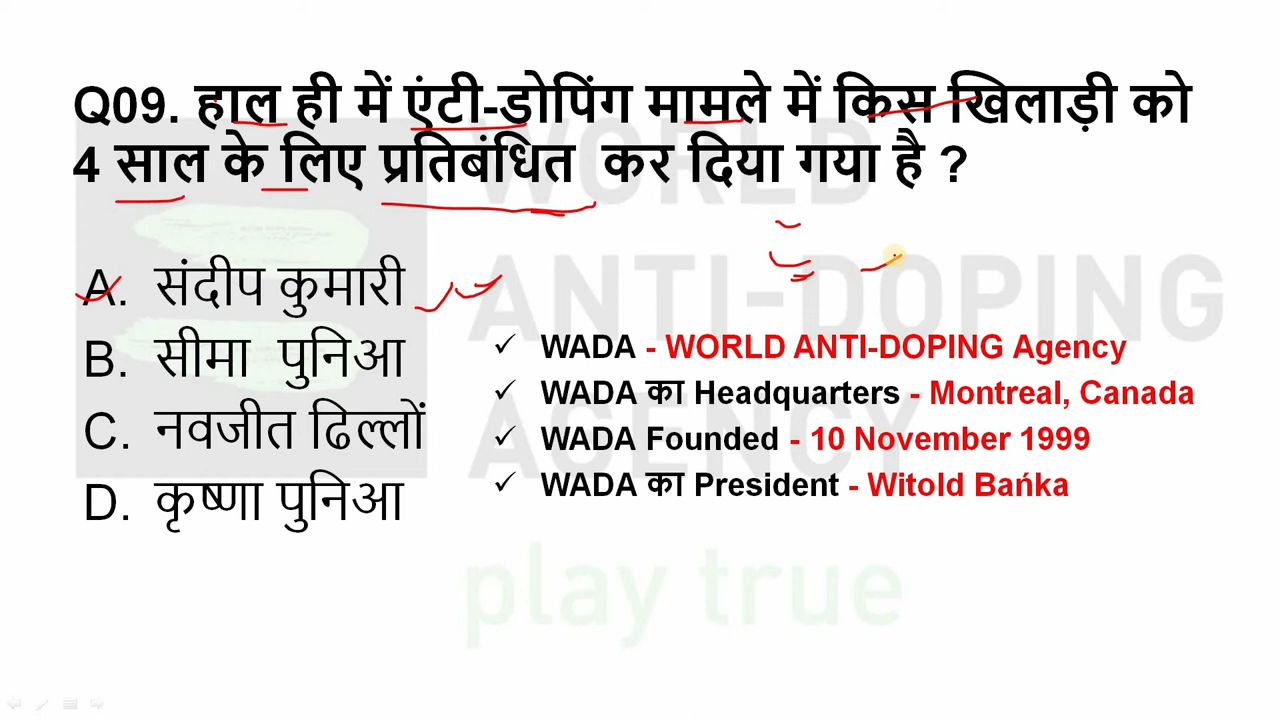 Q09. हाल ही में एंटी-डोपिंग मामले में किस खिलाड़ी को
4 साल के लिए प्रतिबंधित कर दिया गया है ?
A. संदीप कुमारी
B. सीमा पुनिआ
C. नवजीत ढिल्लों
D. कृष्णा पुनिआ
✓ WADA - WORLD ANTI-DOPING Agency
✓ WADA का Headquarters - Montreal, Canada
✓ WADA Founded - 10 November 1999
✓ WADA का President - Witold Bańka
WORLD
ANTI-DOPING
AGENCY
play true